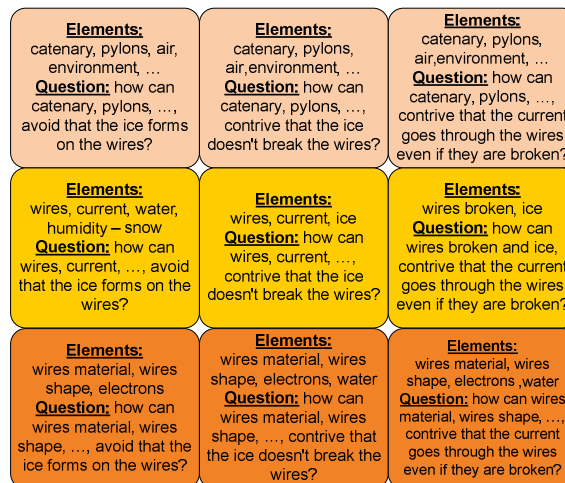 Elements:
catenary, pylons, air,
environment, …
Question: how can
catenary, pylons, …,
avoid that the ice forms
on the wires?
Elements:
catenary, pylons,
air,environment, …
Question: how can
catenary, pylons, …,
contrive that the ice
doesn't break the wires?
Elements:
catenary, pylons,
air,environment, …
Question: how can
catenary, pylons, …,
contrive that the current
goes through the wires
even if they are broken?
Elements:
wires, current, water,
humidity – snow
Question: how can
wires, current, …, avoid
that the ice forms on the
wires?
Elements:
wires, current, ice
Question: how can
wires, current, …,
contrive that the ice
doesn't break the wires?
Elements:
wires broken, ice
Question: how can
wires broken and ice,
contrive that the current
goes through the wires
even if they are broken?
Elements:
wires material, wires
shape, electrons
Question: how can
wires material, wires
shape, …, avoid that the
ice forms on the wires?
Elements:
wires material, wires
shape, electrons, water
Question: how can
wires material, wires
shape, …, contrive that
the ice doesn't break the
wires?
Elements:
wires material, wires
shape, electrons ,water
Question: how can wires
material, wires shape, …,
contrive that the current
goes through the wires
even if they are broken?